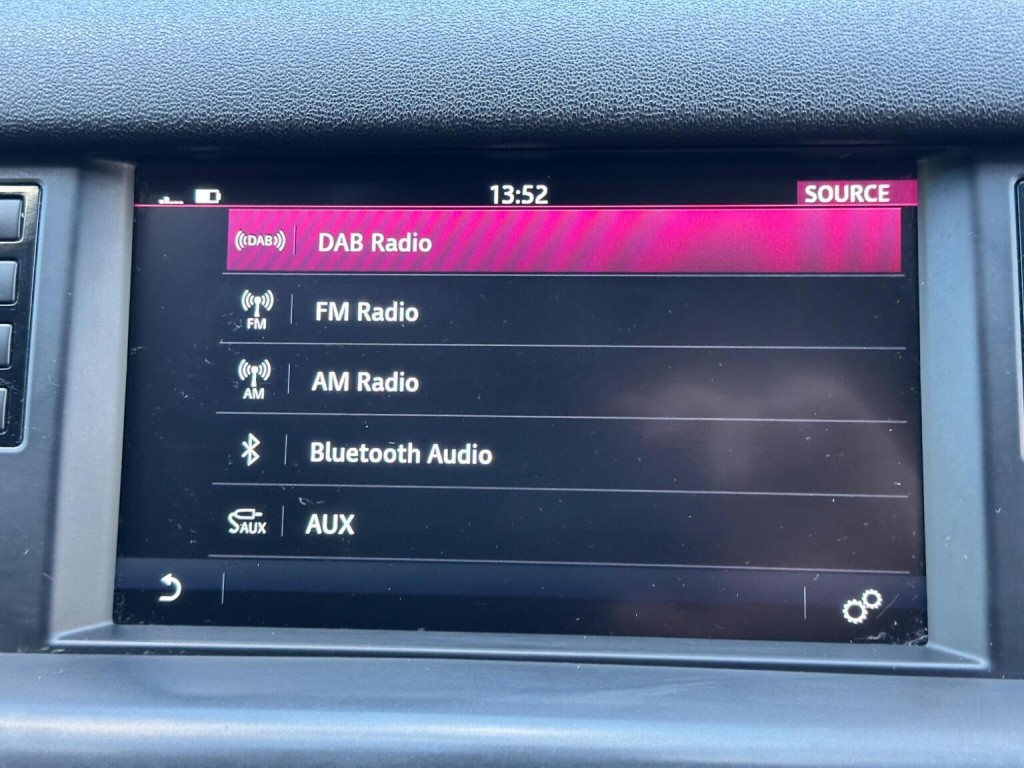 13:52
SOURCE
DAB DAB Radio
FM FM Radio
AM AM Radio
Bluetooth Audio
AUX AUX